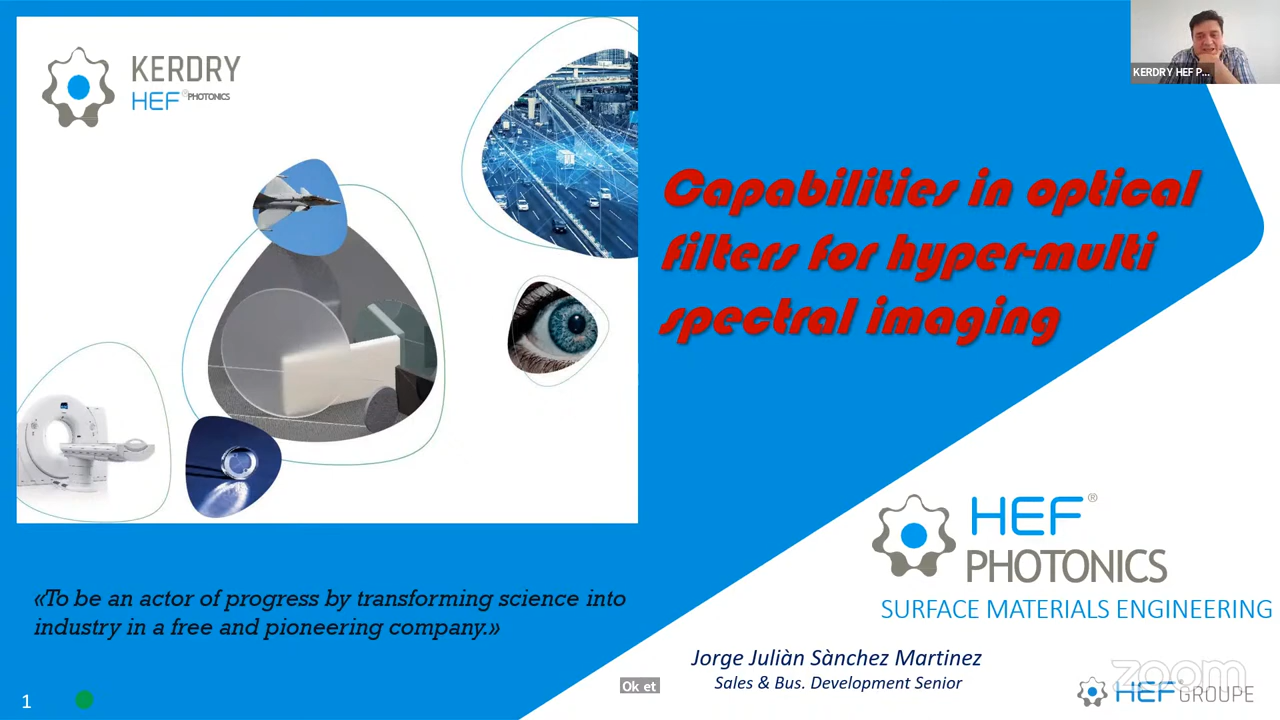 KERDRY
HEF ® PHOTONICS
KERDRY HEF P...
Capabilities in optical
filters for hyper-multi
spectral imaging
HEF®
PHOTONICS
SURFACE MATERIALS ENGINEERING
«To be an actor of progress by transforming science into
industry in a free and pioneering company.»
Jorge Juliàn Sànchez Martinez
Sales & Bus. Development Senior
Ok et
zoom
HEF® GROUPE
1